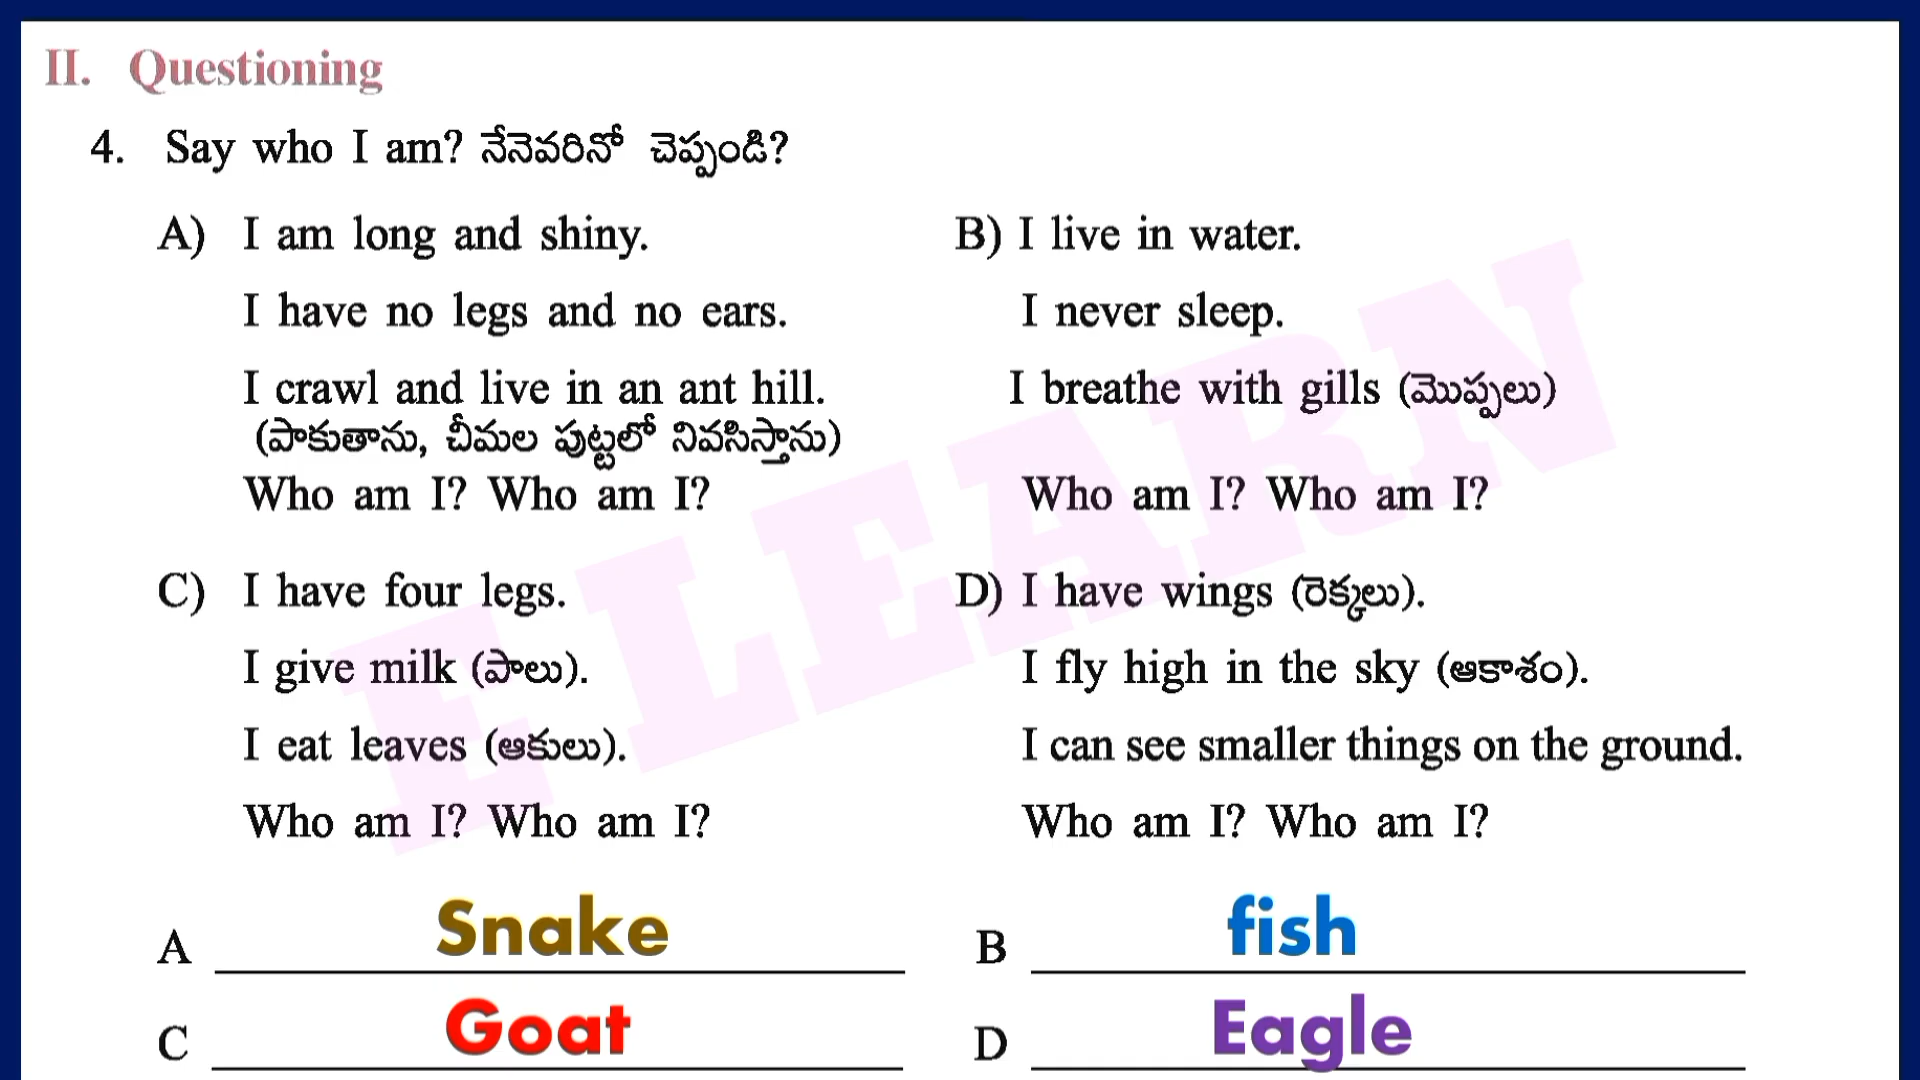 II. Questioning
4. Say who I am? నేనెవరినో చెప్పండి?
A) I am long and shiny.
I have no legs and no ears.
I crawl and live in an ant hill.
(పాకుతాను, చీమల పుట్టలో నివసిస్తాను)
Who am I? Who am I?
B) I live in water.
I never sleep.
I breathe with gills (మొప్పలు)
Who am I? Who am I?
C) I have four legs.
I give milk (పాలు).
I eat leaves (ఆకులు).
Who am I? Who am I?
D) I have wings (రెక్కలు).
I fly high in the sky (ఆకాశం).
I can see smaller things on the ground.
Who am I? Who am I?
A Snake
B fish
C Goat
D Eagle
E LEARN